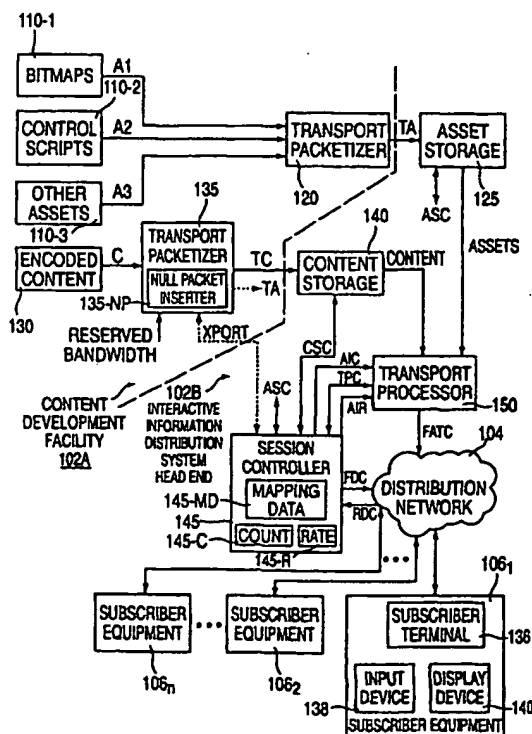 110-1
BITMAPS
A1
110-2
CONTROL
SCRIPTS
A2
OTHER
ASSETS
A3
110-3
TRANSPORT
PACKETIZER
120
TA
ASSET
STORAGE
125
ASC
ASSETS
ENCODED
CONTENT
130
C
135
TRANSPORT
PACKETIZER
NULL PACKET
INSERTER
135-NP
TC
TA
140
CONTENT
STORAGE
CONTENT
RESERVED
BANDWIDTH
XPORT
CSC
AIC
TPC
AIR
TRANSPORT
PROCESSOR
150
FATC
CONTENT
DEVELOPMENT
FACILITY
102A
102B
INTERACTIVE
INFORMATION
DISTRIBUTION
SYSTEM
HEAD END
ASC
SESSION
CONTROLLER
MAPPING
DATA
145-MD
145
COUNT
RATE
145-C
145-R
FDC
RDC
104
DISTRIBUTION
NETWORK
SUBSCRIBER
EQUIPMENT
106n
SUBSCRIBER
EQUIPMENT
1062
1061
SUBSCRIBER
TERMINAL
138
INPUT
DEVICE
138
DISPLAY
DEVICE
140
SUBSCRIBER EQUIPMENT